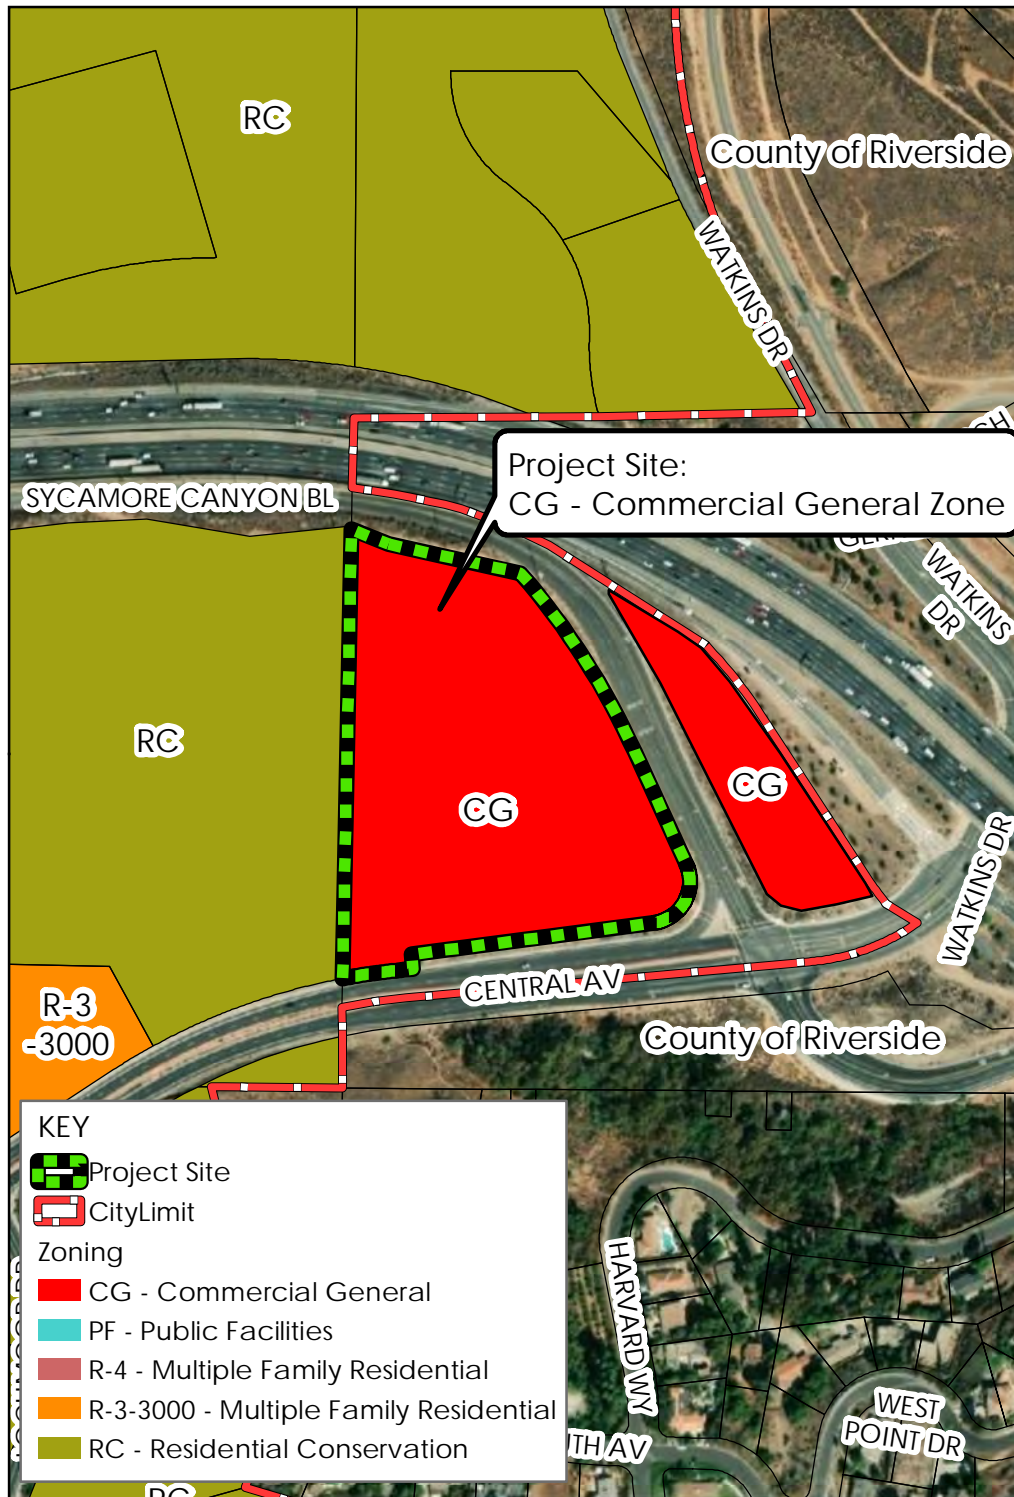 RC
County of Riverside
WATKINS DR
Project Site:
CG - Commercial General Zone
SYCAMORE CANYON BL
WATKINS
DR
RC
CG
CG
WATKINS DR
CENTRAL AV
R-3
-3000
County of Riverside
KEY
Project Site
CityLimit
Zoning
CG - Commercial General
PF - Public Facilities
R-4 - Multiple Family Residential
R-3-3000 - Multiple Family Residential
RC - Residential Conservation
HARVARD WY
WEST
POINT DR
TH AV
RC